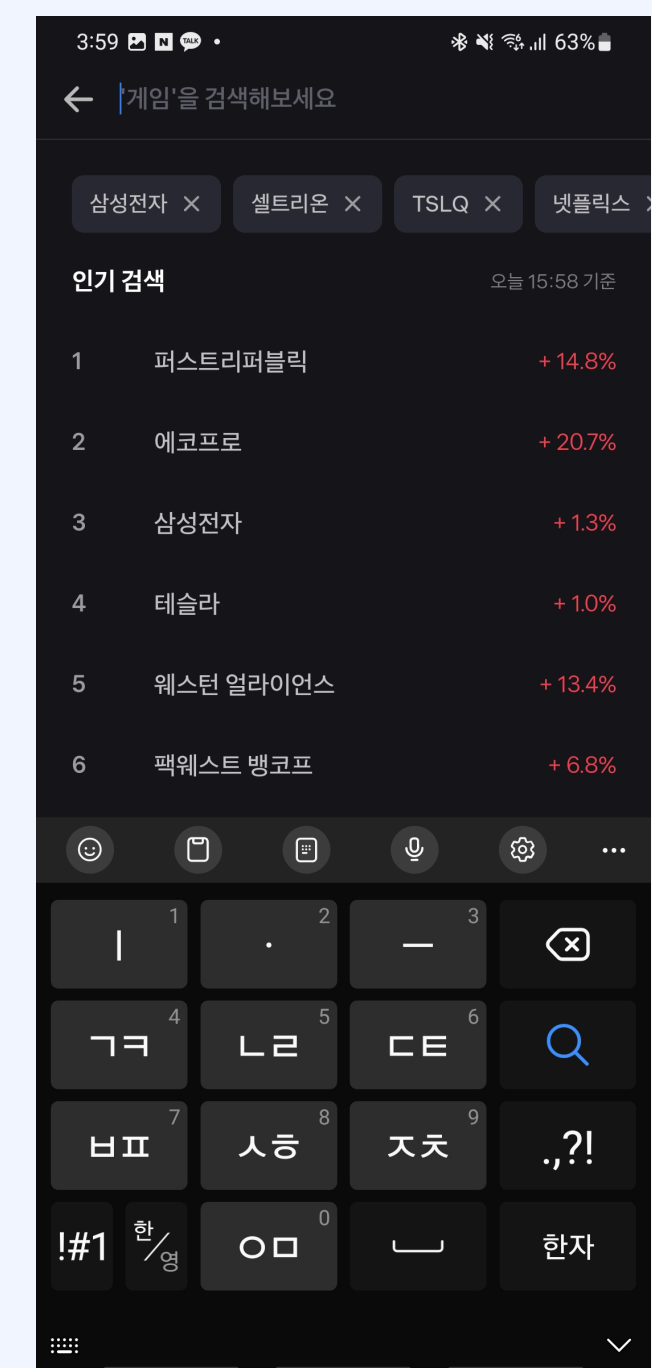 3:59 N TALK 63%
'게임'을 검색해보세요
삼성전자 셀트리온 TSLQ 넷플릭스
인기 검색 오늘 15:58 기준
1 퍼스트리퍼블릭 +14.8%
2 에코프로 +20.7%
3 삼성전자 +1.3%
4 테슬라 +1.0%
5 웨스턴 얼라이언스 +13.4%
6 팩웨스트 뱅코프 +6.8%
ㅣ 1 · 2 ㅡ 3
ㄱㅋ 4 ㄴㄹ 5 ㄷㅌ 6
ㅂㅍ 7 ㅅㅎ 8 ㅈㅊ 9 .,?!
!#1 한/영 ㅇㅁ 0 한자